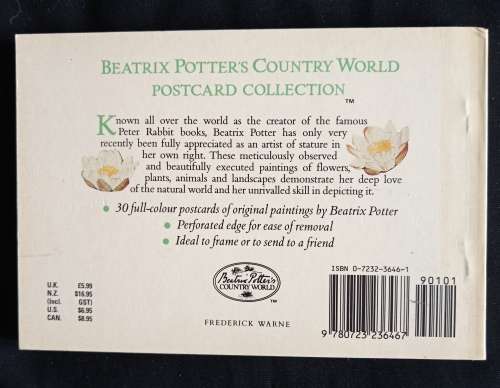 BEATRIX POTTER'S COUNTRY WORLD
POSTCARD COLLECTION
TM
Known all over the world as the creator of the famous
Peter Rabbit books, Beatrix Potter has only very
recently been fully appreciated as an artist of stature in
her own right. These meticulously observed
and beautifully executed paintings of flowers,
plants, animals and landscapes demonstrate her deep love
of the natural world and her unrivalled skill in depicting it.
• 30 full-colour postcards of original paintings by Beatrix Potter
• Perforated edge for ease of removal
• Ideal to frame or to send to a friend
U.K. £5.99
N.Z. $16.95
(incl. GST)
U.S. $6.95
CAN. $8.95
Beatrix Potter's
COUNTRY WORLD
TM
FREDERICK WARNE
ISBN 0-7232-3646-1
90101
9 780723 236467